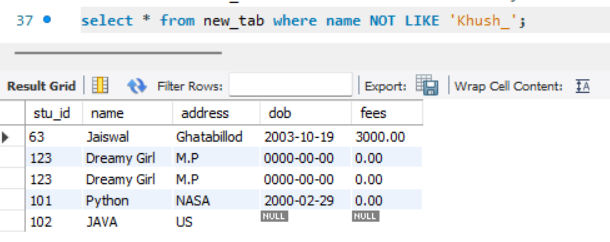 37 select * from new_tab where name NOT LIKE 'Khush_';
Result Grid Filter Rows: Export: Wrap Cell Content: IA
stu_id name address dob fees
63 Jaiswal Ghatabillod 2003-10-19 3000.00
123 Dreamy Girl M.P 0000-00-00 0.00
123 Dreamy Girl M.P 0000-00-00 0.00
101 Python NASA 2000-02-29 0.00
102 JAVA US NULL NULL